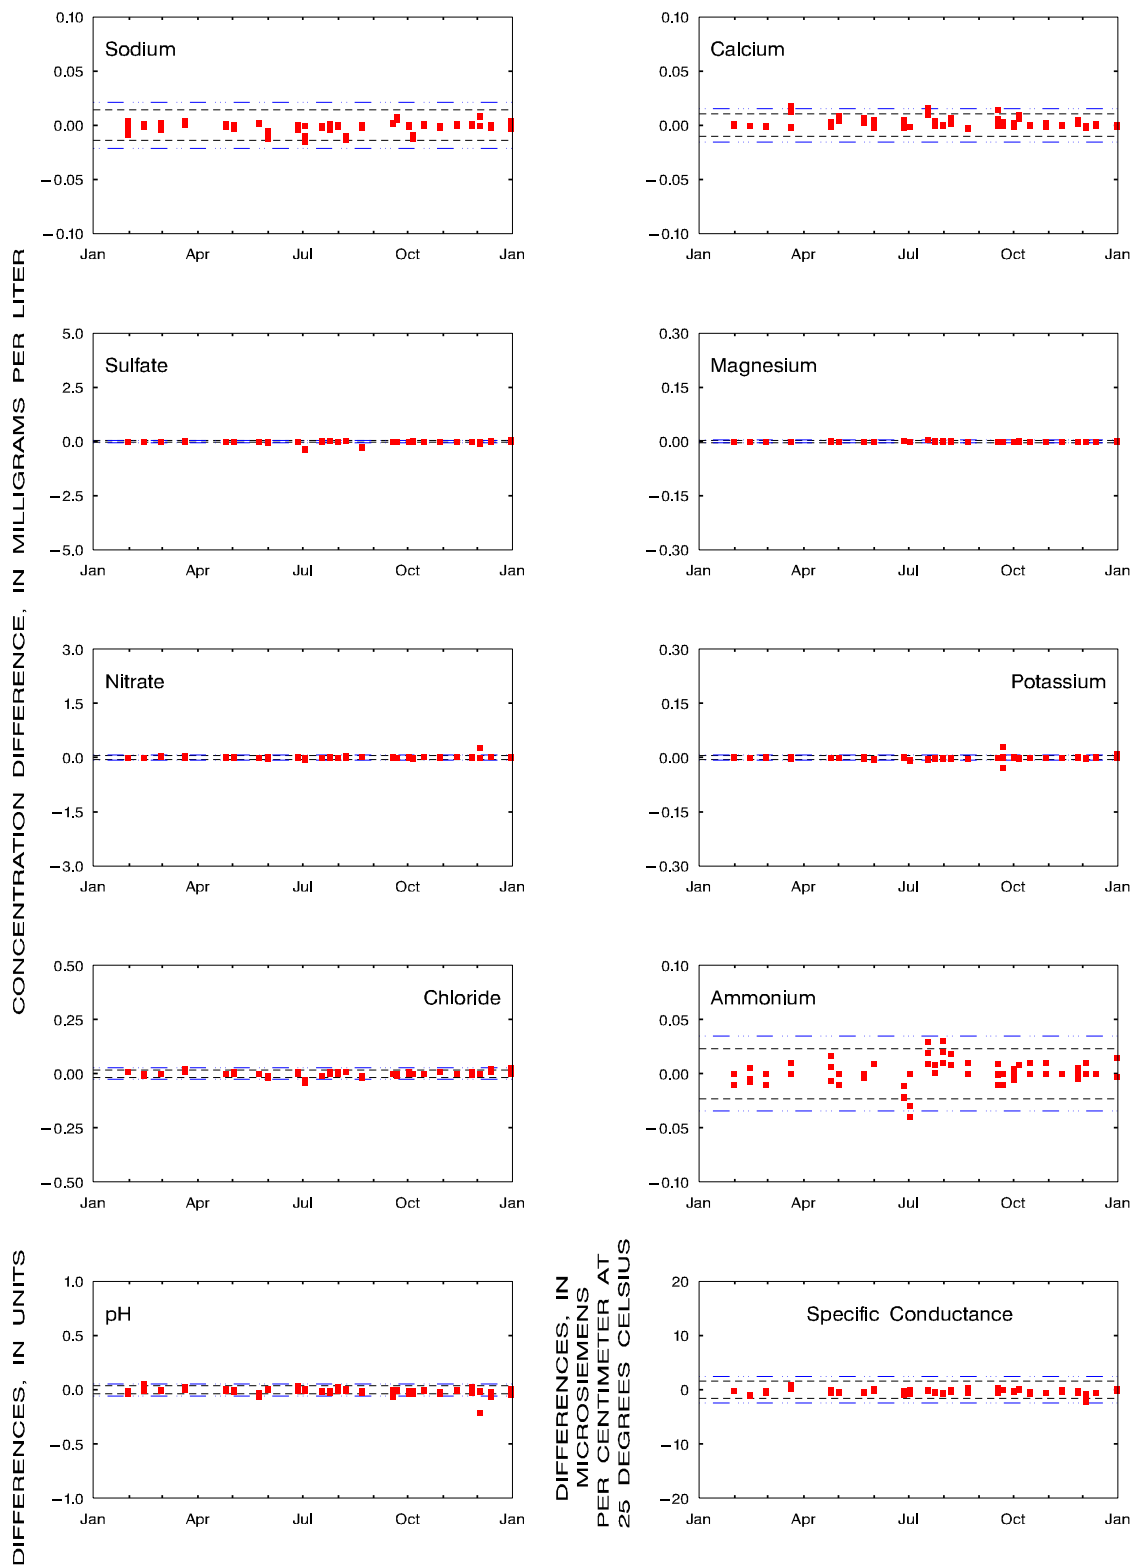 CONCENTRATION DIFFERENCE, IN MILLIGRAMS PER LITER
Sodium
0.10
0.05
0.00
−0.05
−0.10
Jan Apr Jul Oct Jan
Calcium
0.10
0.05
0.00
−0.05
−0.10
Jan Apr Jul Oct Jan
Sulfate
5.0
2.5
0.0
−2.5
−5.0
Jan Apr Jul Oct Jan
Magnesium
0.30
0.15
0.00
−0.15
−0.30
Jan Apr Jul Oct Jan
Nitrate
3.0
1.5
0.0
−1.5
−3.0
Jan Apr Jul Oct Jan
Potassium
0.30
0.15
0.00
−0.15
−0.30
Jan Apr Jul Oct Jan
Chloride
0.50
0.25
0.00
−0.25
−0.50
Jan Apr Jul Oct Jan
Ammonium
0.10
0.05
0.00
−0.05
−0.10
Jan Apr Jul Oct Jan
DIFFERENCES, IN UNITS
pH
1.0
0.5
0.0
−0.5
−1.0
Jan Apr Jul Oct Jan
DIFFERENCES, IN
MICROSIEMENS
PER CENTIMETER AT
25 DEGREES CELSIUS
Specific Conductance
20
10
0
−10
−20
Jan Apr Jul Oct Jan